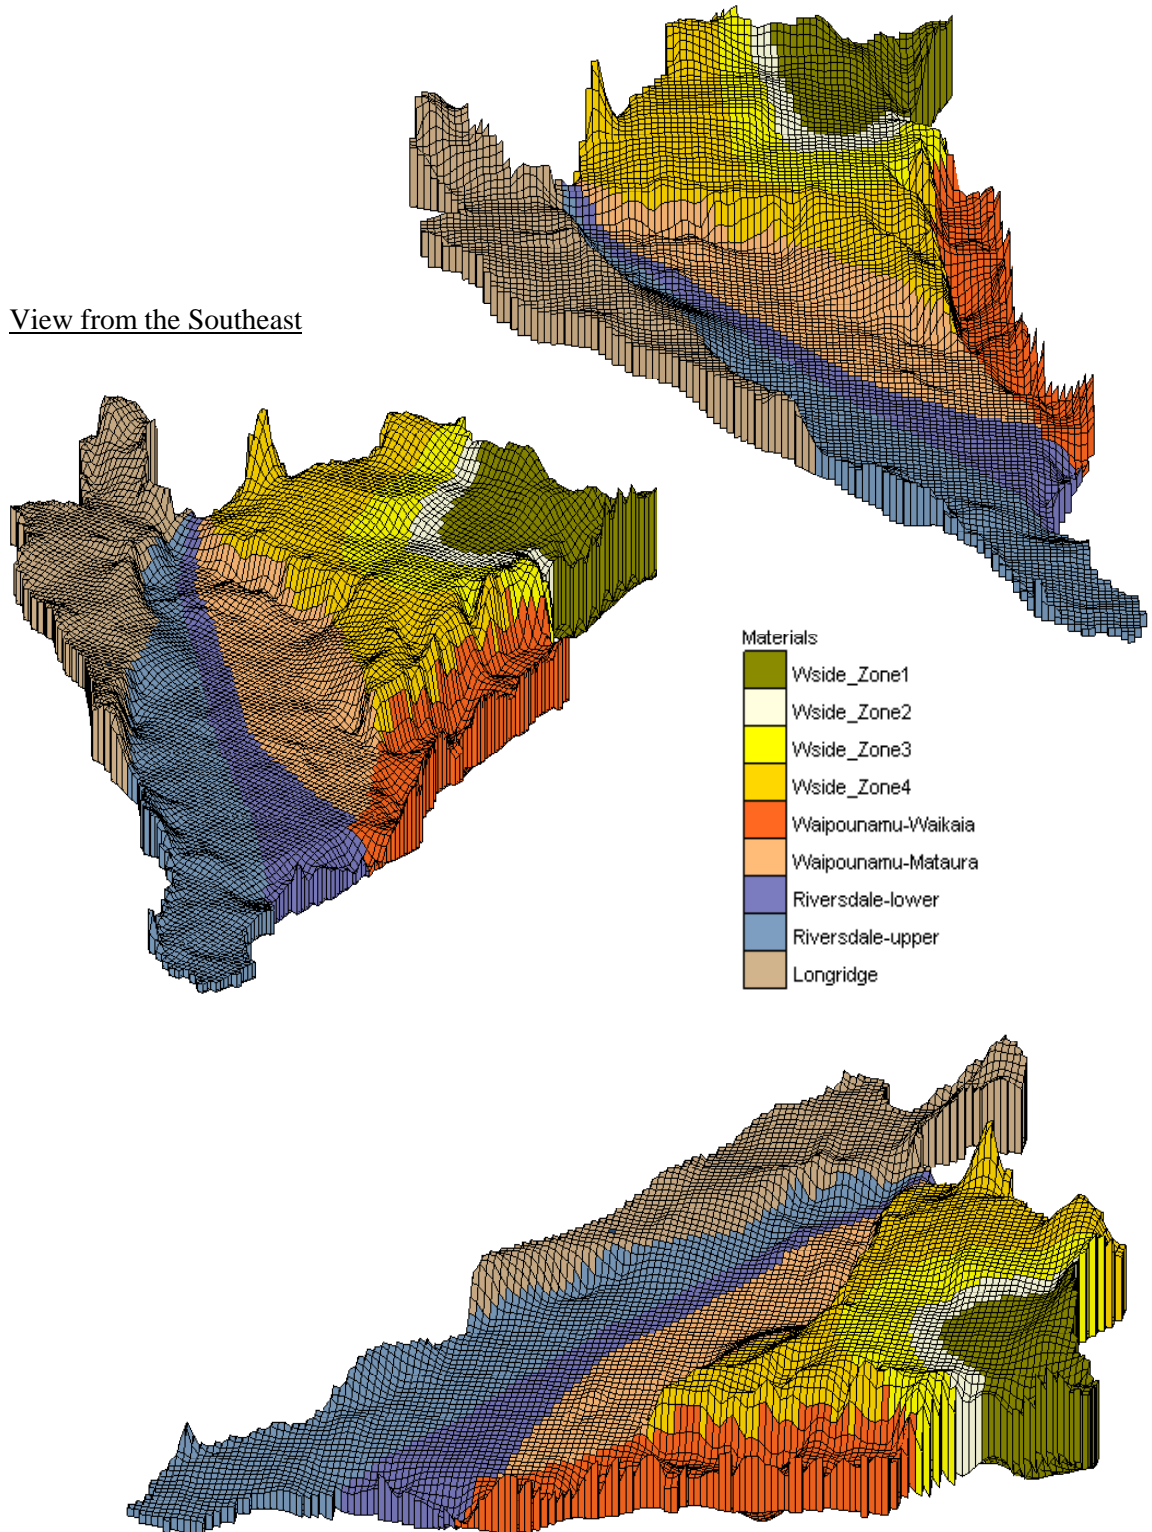 View from the Southeast
Materials
Wside_Zone1
Wside_Zone2
Wside_Zone3
Wside_Zone4
Waipounamu-Waikaia
Waipounamu-Mataura
Riversdale-lower
Riversdale-upper
Longridge